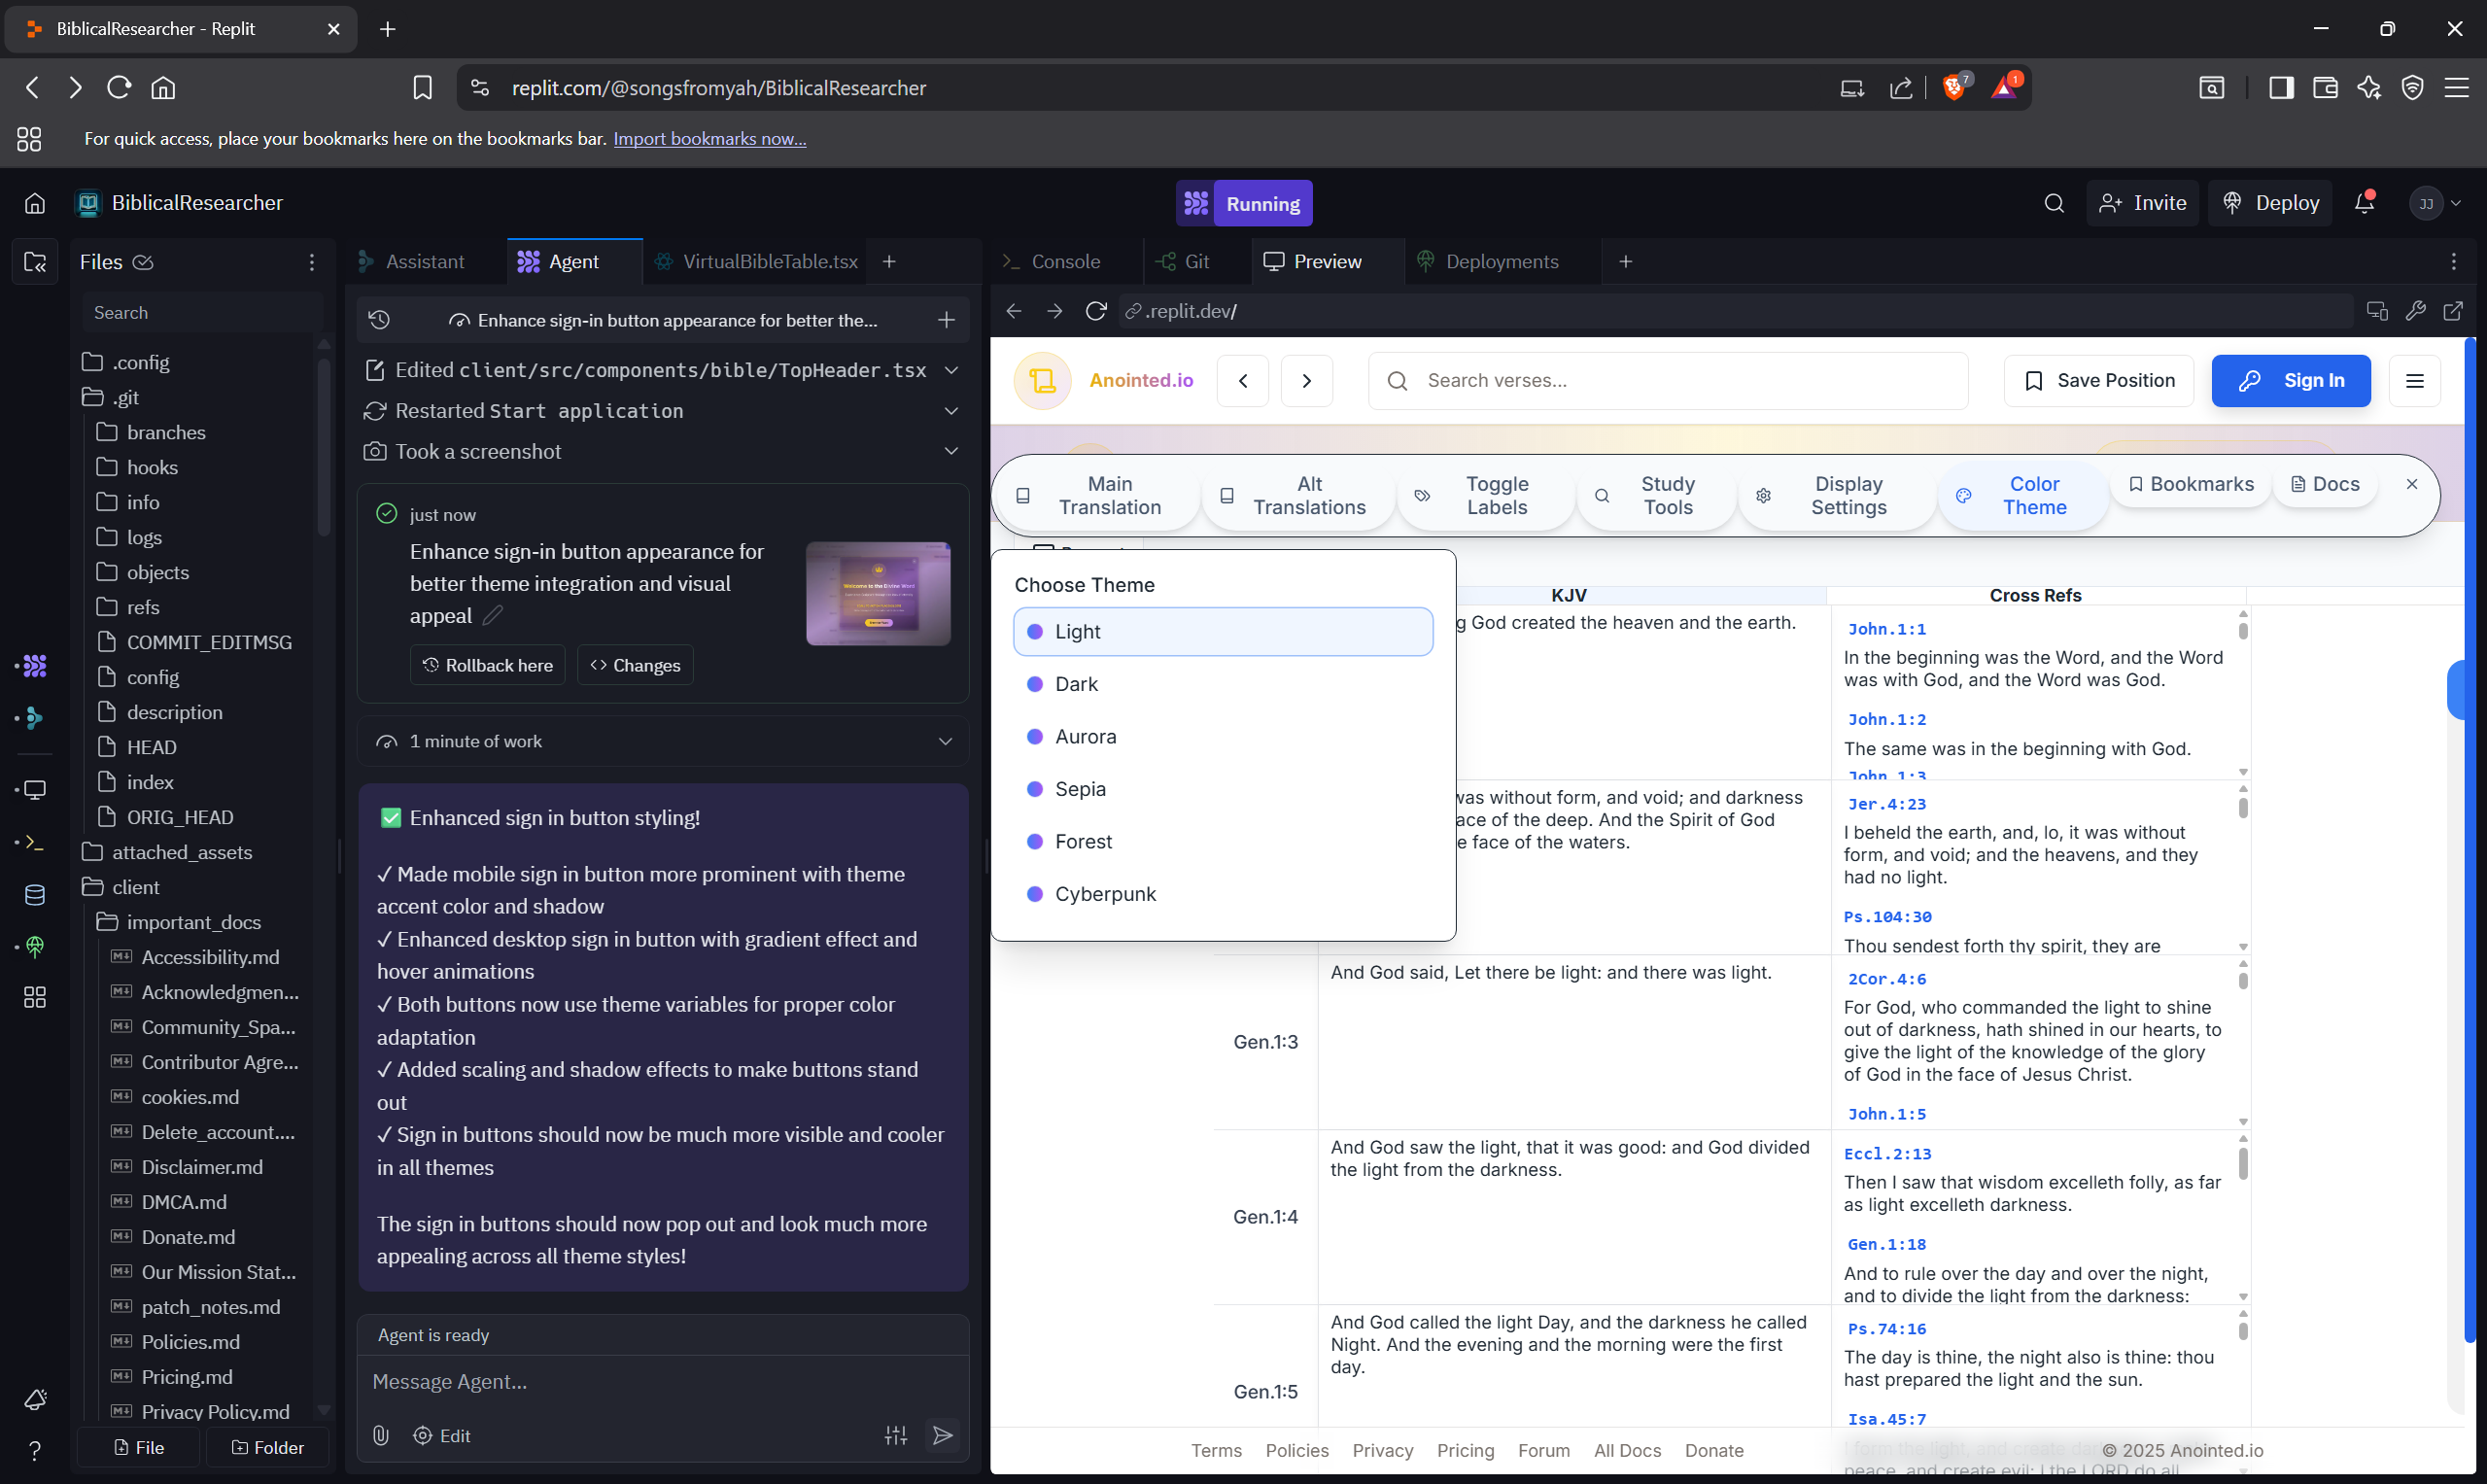 BiblicalResearcher - Replit
replit.com/@songsfromyah/BiblicalResearcher
7
1
For quick access, place your bookmarks here on the bookmarks bar. Import bookmarks now...
BiblicalResearcher
Running
Invite
Deploy
JJ
Files
Search
.config
.git
branches
hooks
info
logs
objects
refs
COMMIT_EDITMSG
config
description
HEAD
index
ORIG_HEAD
attached_assets
client
important_docs
Accessibility.md
Acknowledgmen...
Community_Spa...
Contributor Agre...
cookies.md
Delete_account....
Disclaimer.md
DMCA.md
Donate.md
Our Mission Stat...
patch_notes.md
Policies.md
Pricing.md
Privacy Policy.md
File
Folder
Assistant
Agent
VirtualBibleTable.tsx
Enhance sign-in button appearance for better the...
Edited client/src/components/bible/TopHeader.tsx
Restarted Start application
Took a screenshot
just now
Enhance sign-in button appearance for
better theme integration and visual
appeal
Rollback here
Changes
1 minute of work
✅ Enhanced sign in button styling!
✓ Made mobile sign in button more prominent with theme
accent color and shadow
✓ Enhanced desktop sign in button with gradient effect and
hover animations
✓ Both buttons now use theme variables for proper color
adaptation
✓ Added scaling and shadow effects to make buttons stand
out
✓ Sign in buttons should now be much more visible and cooler
in all themes
The sign in buttons should now pop out and look much more
appealing across all theme styles!
Agent is ready
Message Agent...
Edit
Console
Git
Preview
Deployments
.replit.dev/
Anointed.io
Search verses...
Save Position
Sign In
Main
Translation
Alt
Translations
Toggle
Labels
Study
Tools
Display
Settings
Color
Theme
Bookmarks
Docs
Choose Theme
Light
Dark
Aurora
Sepia
Forest
Cyberpunk
KJV
Cross Refs
g God created the heaven and the earth.
John.1:1
In the beginning was the Word, and the Word
was with God, and the Word was God.
John.1:2
The same was in the beginning with God.
John.1:3
was without form, and void; and darkness
ace of the deep. And the Spirit of God
e face of the waters.
Jer.4:23
I beheld the earth, and, lo, it was without
form, and void; and the heavens, and they
had no light.
Ps.104:30
Thou sendest forth thy spirit, they are
Gen.1:3
And God said, Let there be light: and there was light.
2Cor.4:6
For God, who commanded the light to shine
out of darkness, hath shined in our hearts, to
give the light of the knowledge of the glory
of God in the face of Jesus Christ.
John.1:5
Gen.1:4
And God saw the light, that it was good: and God divided
the light from the darkness.
Eccl.2:13
Then I saw that wisdom excelleth folly, as far
as light excelleth darkness.
Gen.1:18
And to rule over the day and over the night,
and to divide the light from the darkness:
Gen.1:5
And God called the light Day, and the darkness he called
Night. And the evening and the morning were the first
day.
Ps.74:16
The day is thine, the night also is thine: thou
hast prepared the light and the sun.
Isa.45:7
I form the light, and create
peace, and create evil: I the LORD do all
Terms
Policies
Privacy
Pricing
Forum
All Docs
Donate
© 2025 Anointed.io